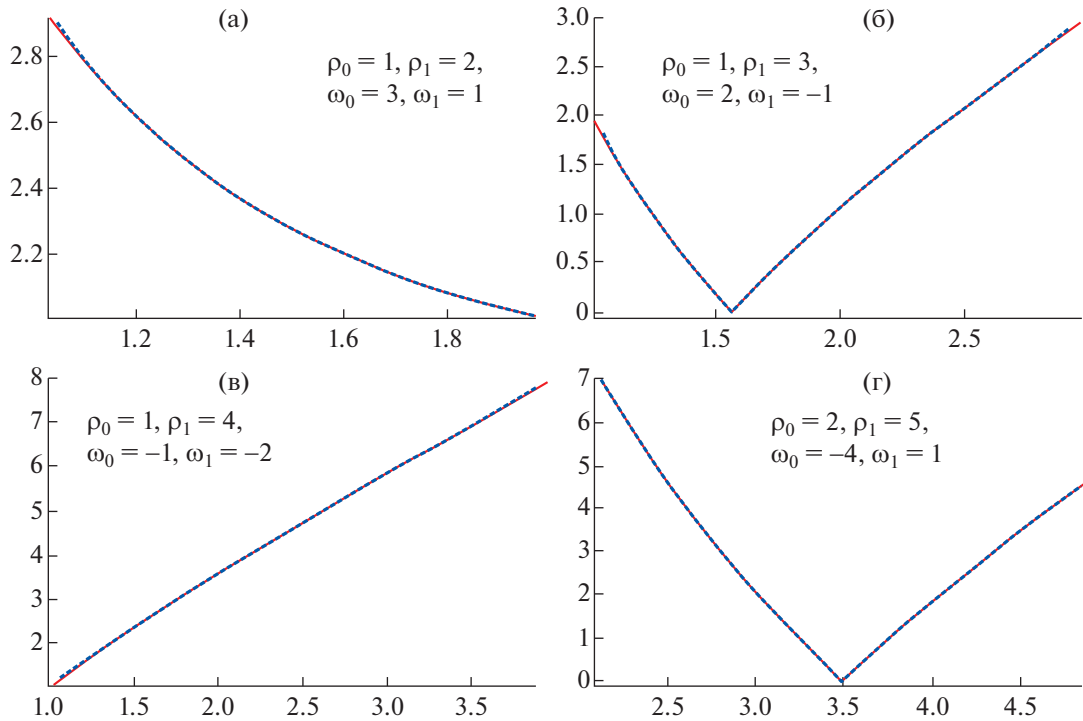 (а)
ρ₀ = 1, ρ₁ = 2,
ω₀ = 3, ω₁ = 1
2.8
2.6
2.4
2.2
1.2 1.4 1.6 1.8
(б)
ρ₀ = 1, ρ₁ = 3,
ω₀ = 2, ω₁ = –1
3.0
2.5
2.0
1.5
1.0
0.5
0
1.5 2.0 2.5
(в)
ρ₀ = 1, ρ₁ = 4,
ω₀ = –1, ω₁ = –2
8
7
6
5
4
3
2
1.0 1.5 2.0 2.5 3.0 3.5
(г)
ρ₀ = 2, ρ₁ = 5,
ω₀ = –4, ω₁ = 1
7
6
5
4
3
2
1
0
2.5 3.0 3.5 4.0 4.5